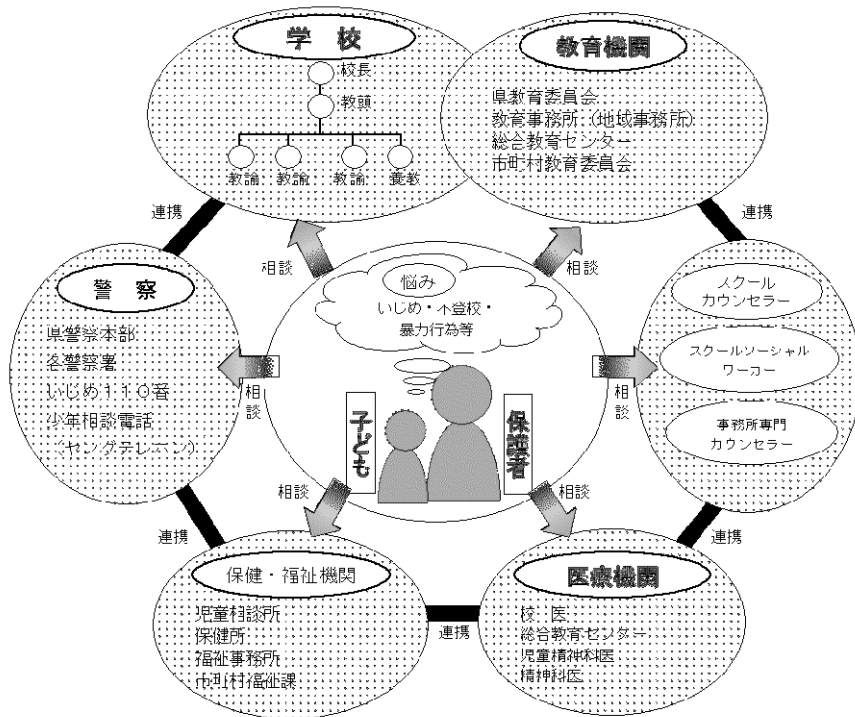 学　校
校長
教頭
教諭
教諭
教諭
養教
教育機関
県教育委員会
教育事務所（地域事務所）
総合教育センター
市町村教育委員会
連携
連携
相談
相談
悩み
いじめ・不登校・
暴力行為等
警　察
県警察本部
各警察署
いじめ１１０番
少年相談電話
（ヤングテレホン）
相談
相談
スクール
カウンセラー
スクールソーシャル
ワーカー
事務所専門
カウンセラー
子ども
保護者
相談
相談
連携
連携
保健・福祉機関
児童相談所
保健所
福祉事務所
市町村福祉課
連携
医療機関
校　医
総合教育センター
児童精神科医
精神科医